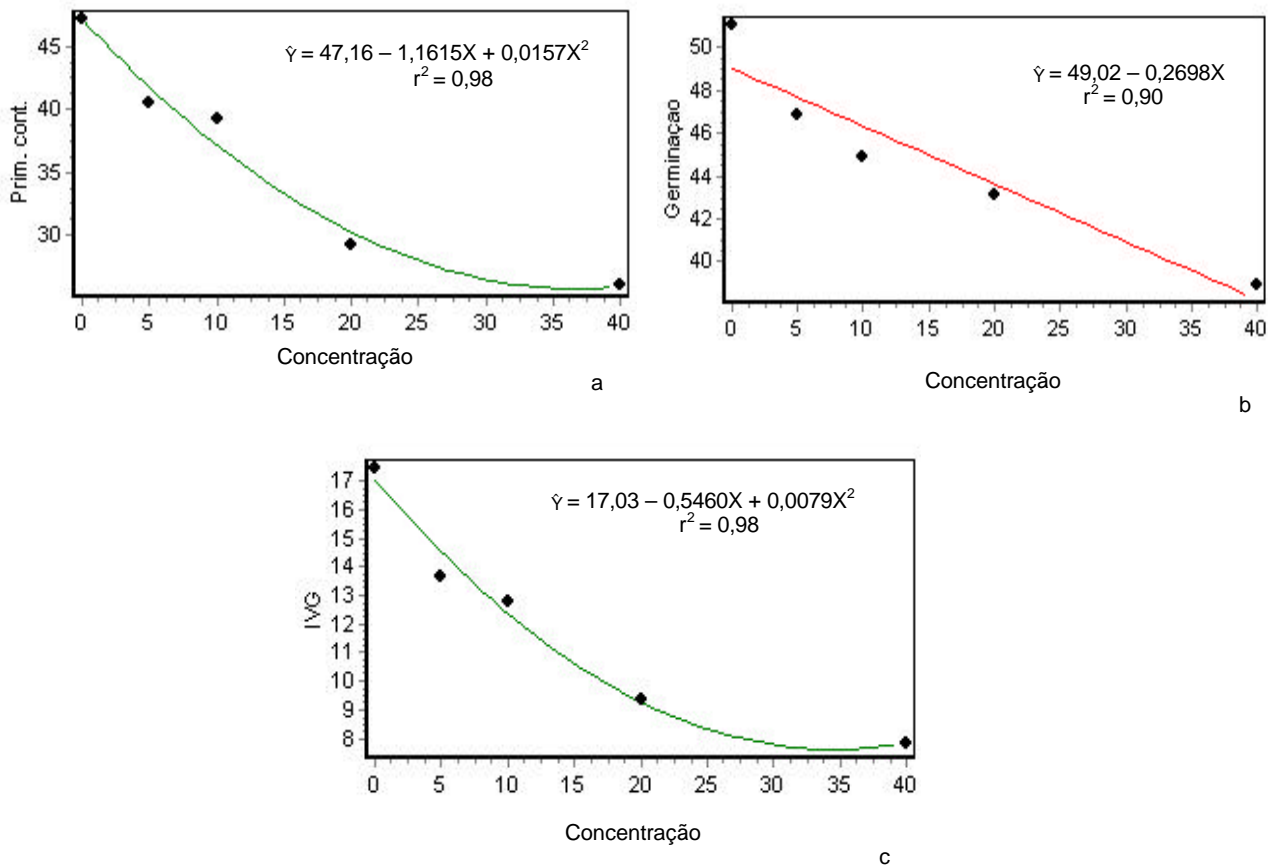 Ŷ = 47,16 – 1,1615X + 0,0157X²
r² = 0,98
Prim. cont.
45
40
35
30
0 5 10 15 20 25 30 35 40
Concentração
a
Ŷ = 49,02 – 0,2698X
r² = 0,90
Germinaçao
50
48
46
44
42
40
0 5 10 15 20 25 30 35 40
Concentração
b
Ŷ = 17,03 – 0,5460X + 0,0079X²
r² = 0,98
IVG
17
16
15
14
13
12
11
10
9
8
0 5 10 15 20 25 30 35 40
Concentração
c